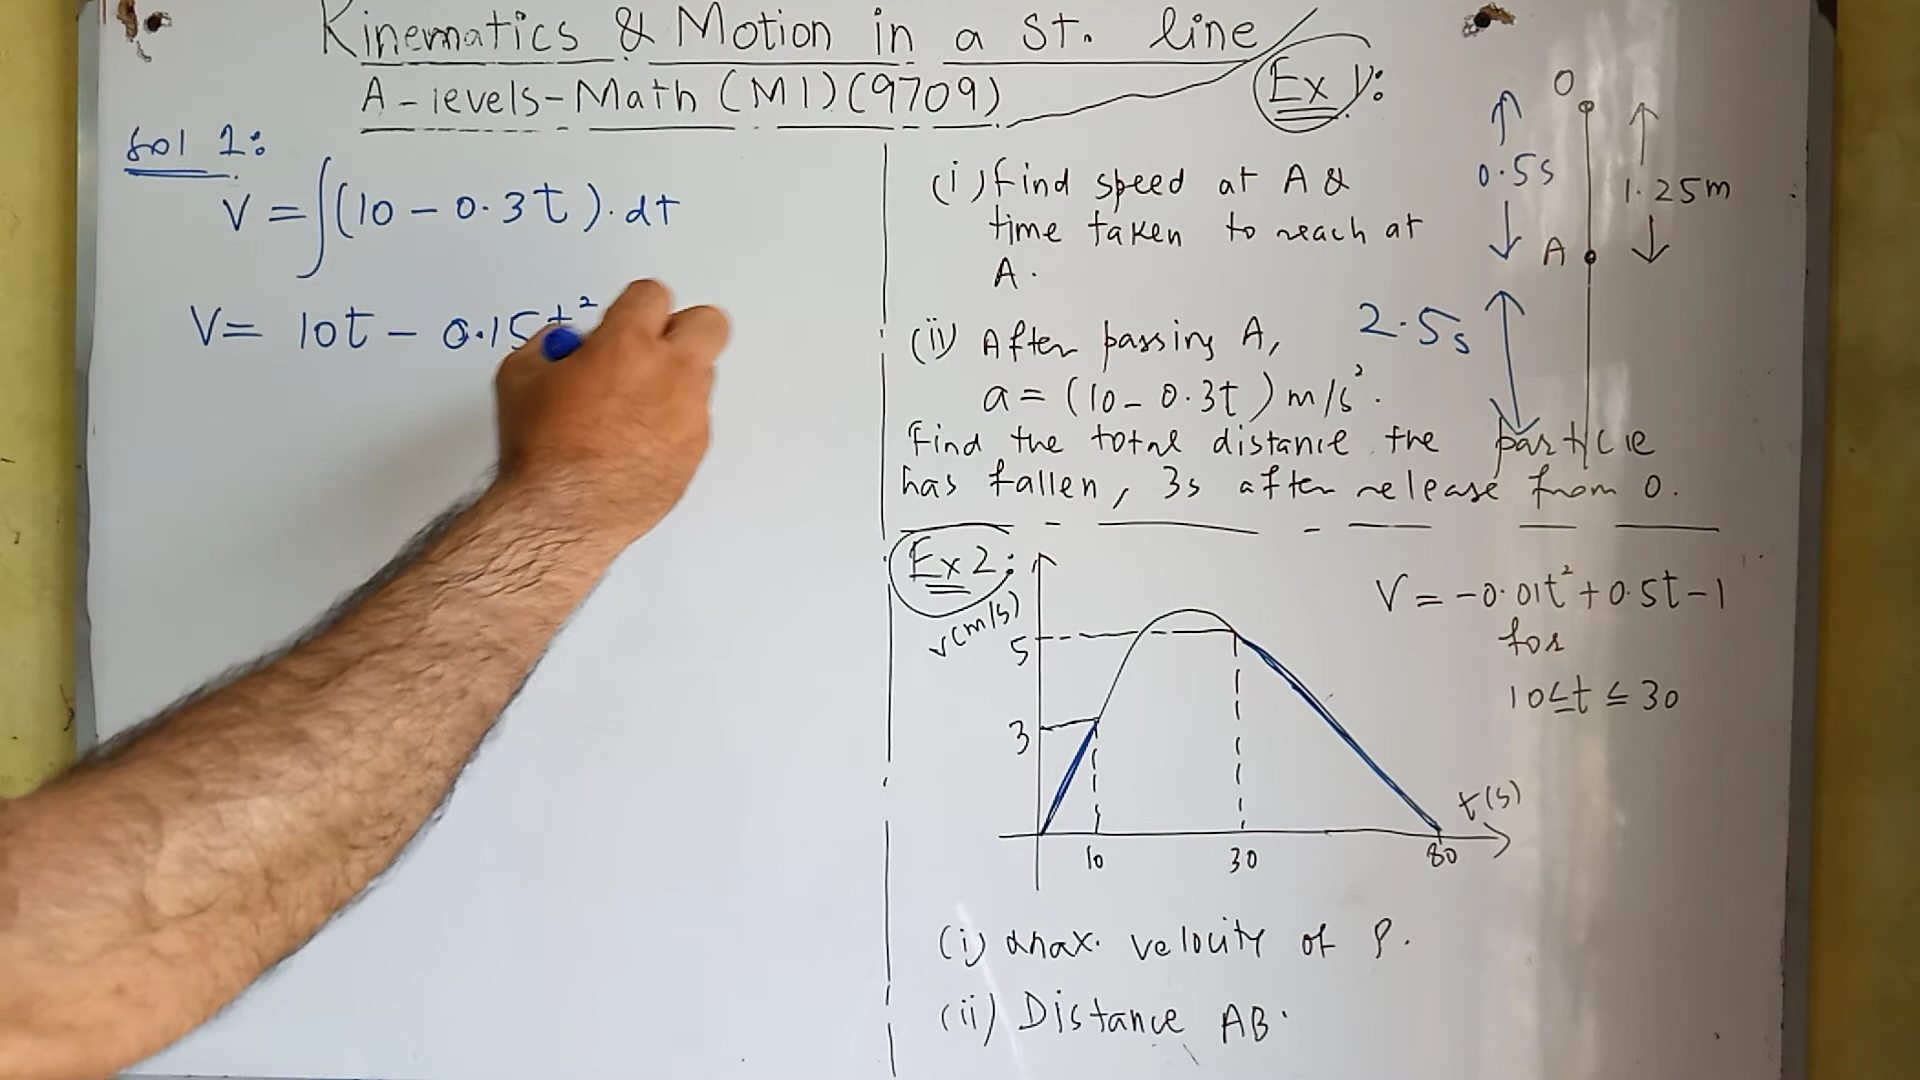 Kinematics & Motion in a st. line
A-levels-Math (M1)(9709)
Sol 1:
V = ∫(10 - 0.3t).dt
V = 10t - 0.15t²
Ex 1:
(i) find speed at A &
time taken to reach at
A.
(ii) After passing A,
a = (10 - 0.3t) m/s².
Find the total distance the particle
has fallen, 3s after release from O.
O
0.5s
1.25m
A
2.5s
Ex 2:
v(m/s)
5
3
10
30
80
t(s)
V = -0.01t² + 0.5t - 1
for
10 ≤ t ≤ 30
(i) max. velocity of P.
(ii) Distance AB.